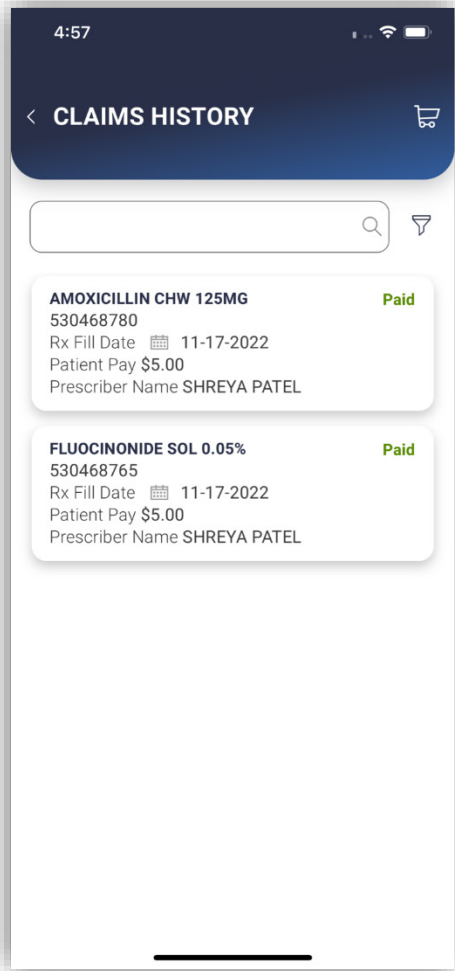 4:57
CLAIMS HISTORY
AMOXICILLIN CHW 125MG Paid
530468780
Rx Fill Date 11-17-2022
Patient Pay $5.00
Prescriber Name SHREYA PATEL
FLUOCINONIDE SOL 0.05% Paid
530468765
Rx Fill Date 11-17-2022
Patient Pay $5.00
Prescriber Name SHREYA PATEL